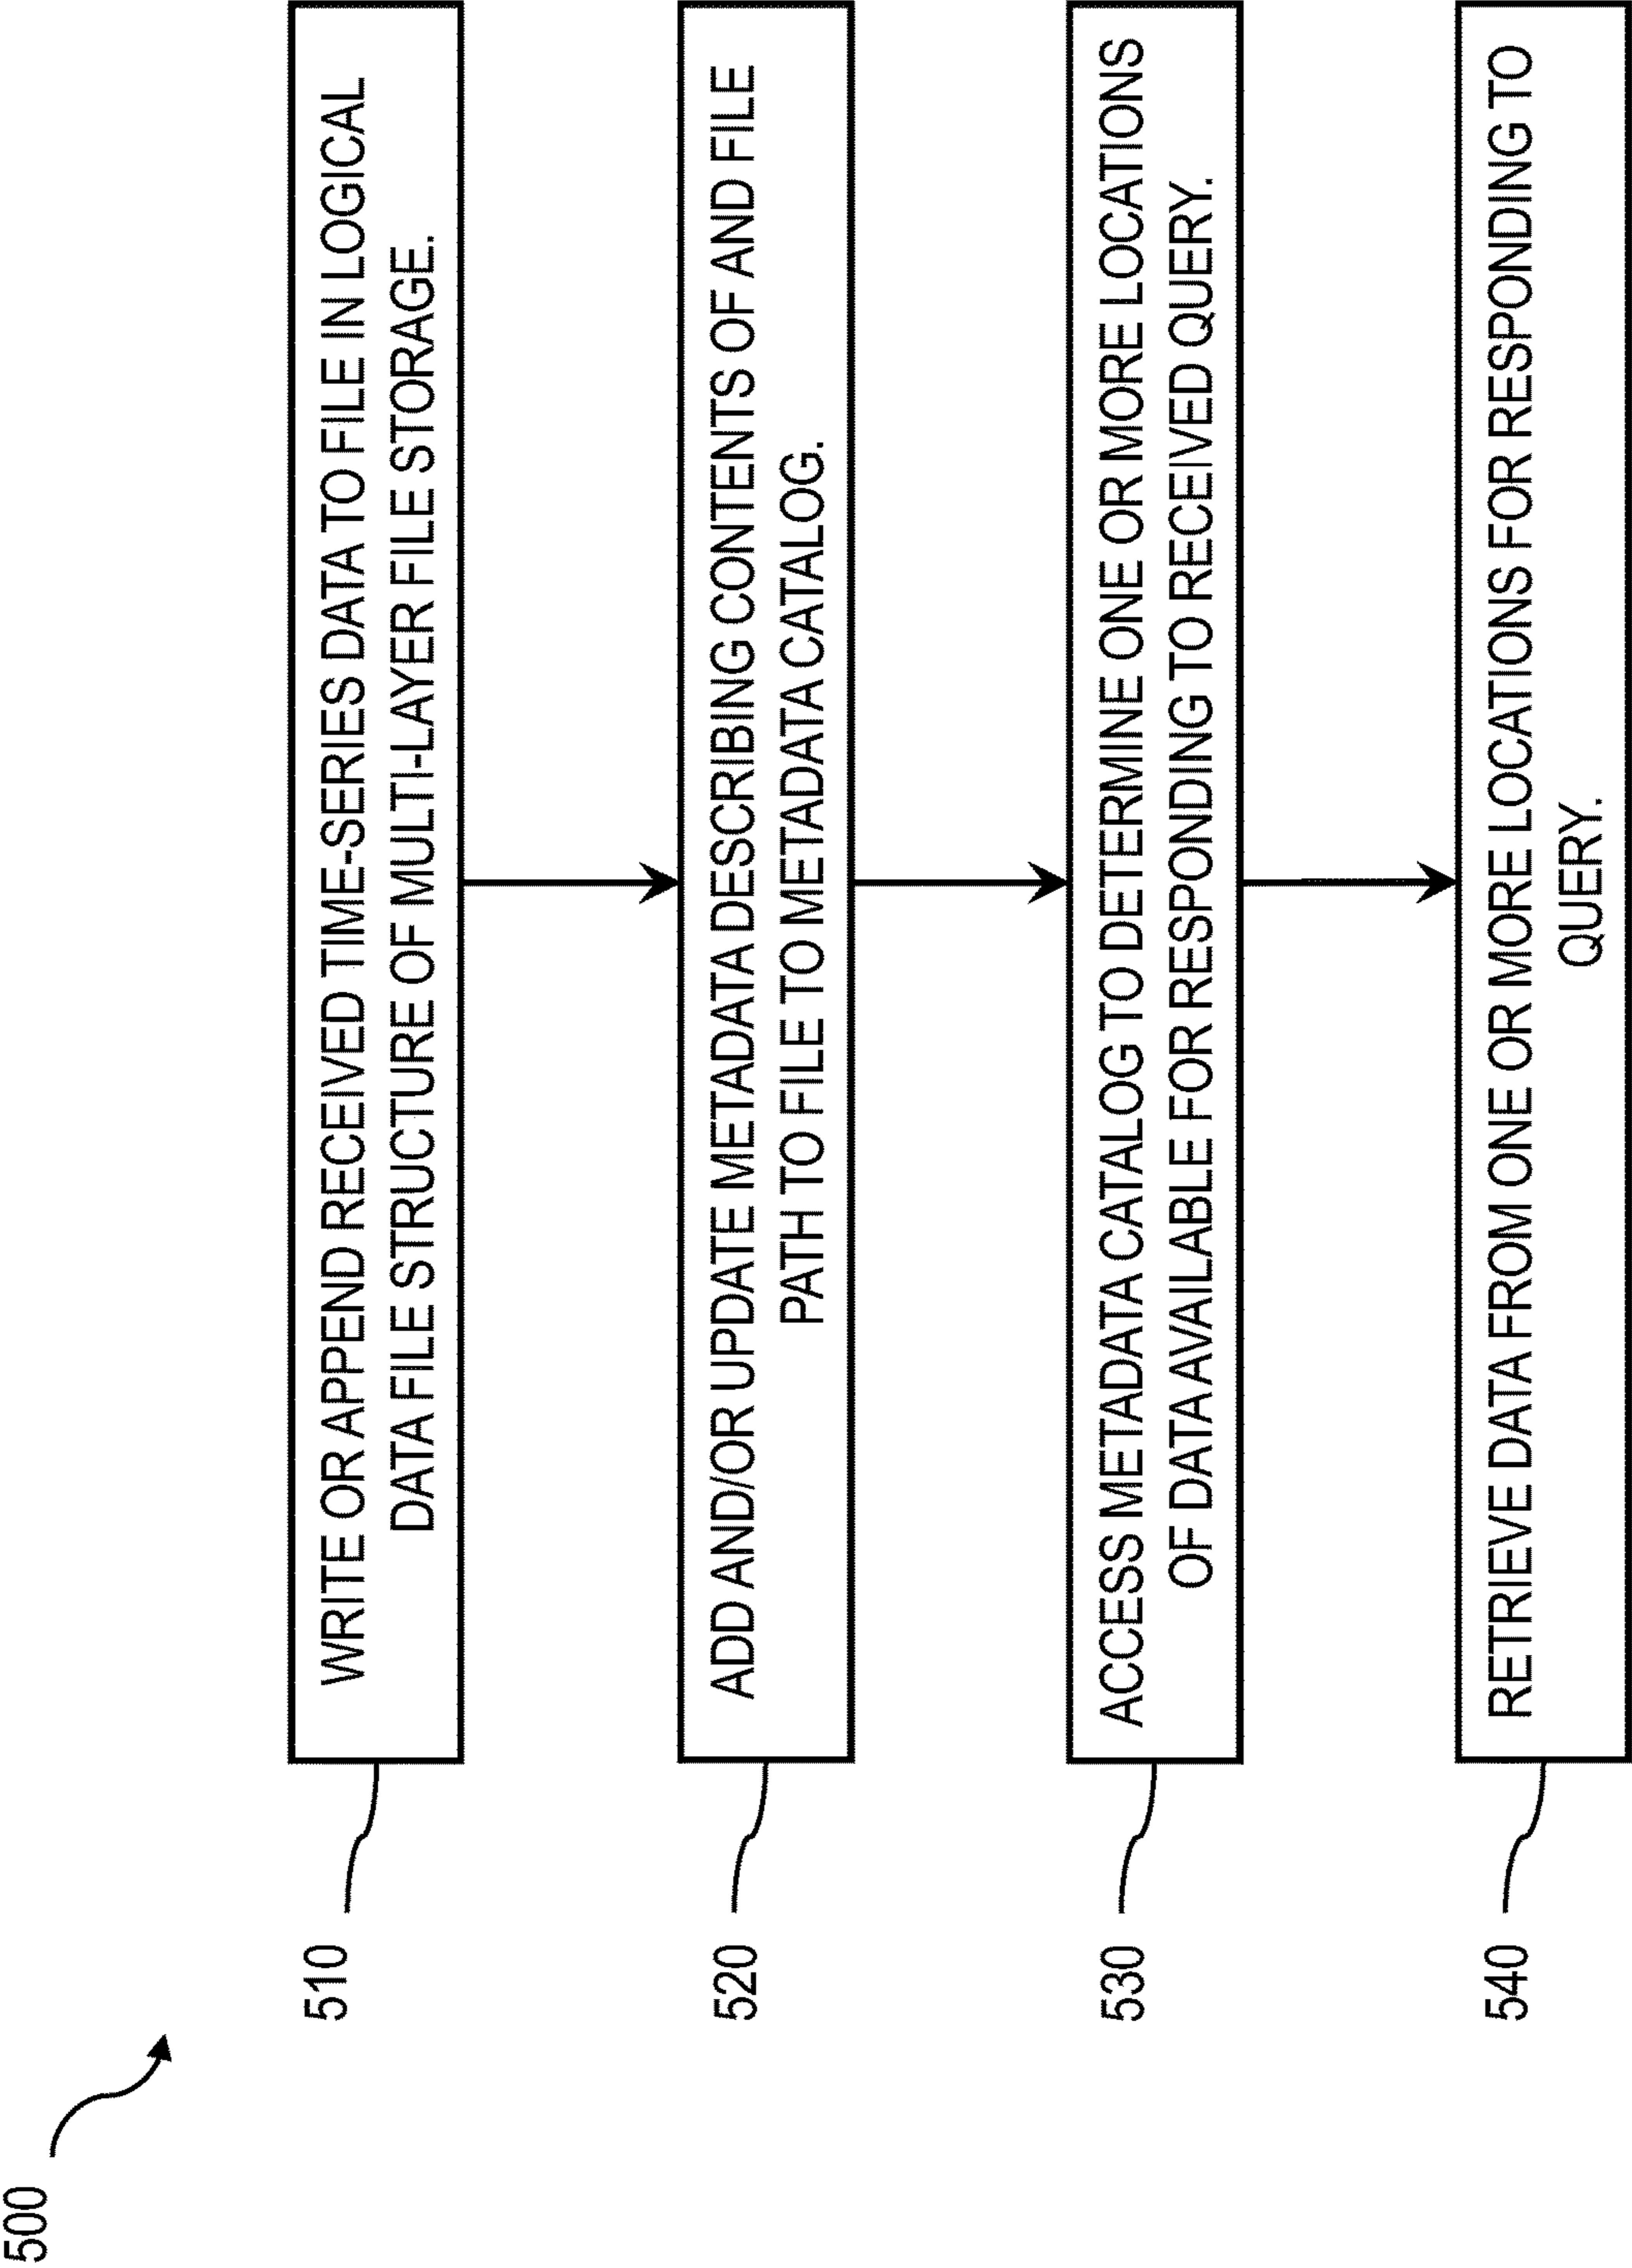 500
510
WRITE OR APPEND RECEIVED TIME-SERIES DATA TO FILE IN LOGICAL
DATA FILE STRUCTURE OF MULTI-LAYER FILE STORAGE.
520
ADD AND/OR UPDATE METADATA DESCRIBING CONTENTS OF AND FILE
PATH TO FILE TO METADATA CATALOG.
530
ACCESS METADATA CATALOG TO DETERMINE ONE OR MORE LOCATIONS
OF DATA AVAILABLE FOR RESPONDING TO RECEIVED QUERY.
540
RETRIEVE DATA FROM ONE OR MORE LOCATIONS FOR RESPONDING TO
QUERY.